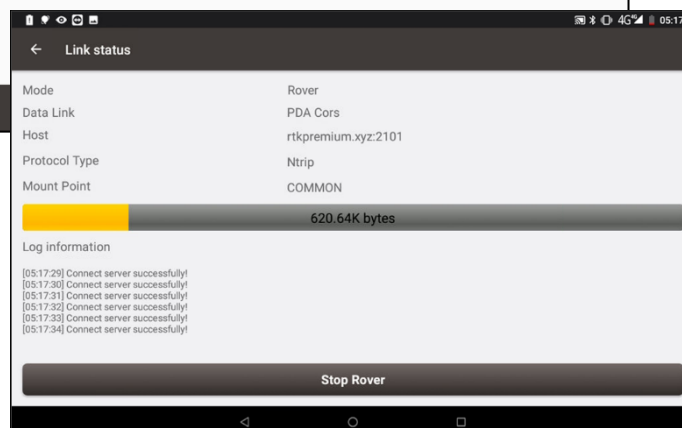 4G 05:17
Link status
Mode Rover
Data Link PDA Cors
Host rtkpremium.xyz:2101
Protocol Type Ntrip
Mount Point COMMON
620.64K bytes
Log information
[05:17:29] Connect server successfully!
[05:17:30] Connect server successfully!
[05:17:31] Connect server successfully!
[05:17:32] Connect server successfully!
[05:17:33] Connect server successfully!
[05:17:34] Connect server successfully!
Stop Rover